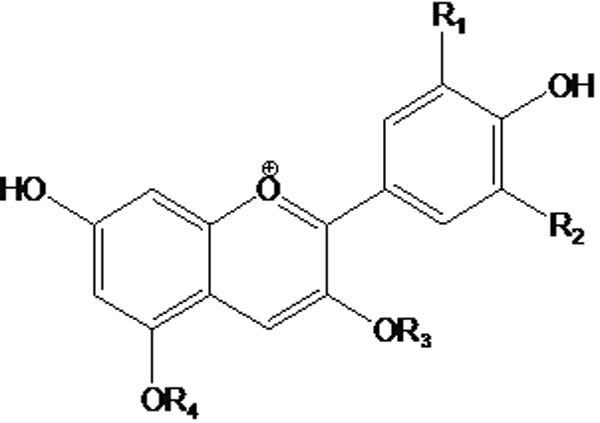 R₁
OH
HO
O
⊕
R₂
OR₃
OR₄